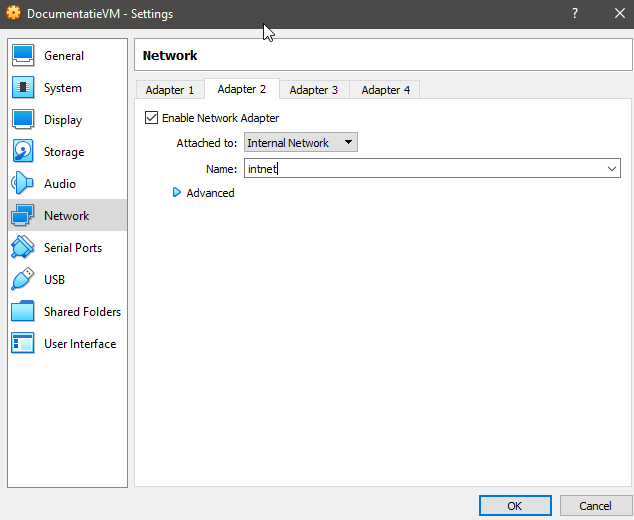 DocumentatieVM - Settings
?
General
System
Display
Storage
Audio
Network
Serial Ports
USB
Shared Folders
User Interface
Network
Adapter 1 Adapter 2 Adapter 3 Adapter 4
Enable Network Adapter
Attached to: Internal Network
Name: intnet
Advanced
OK Cancel